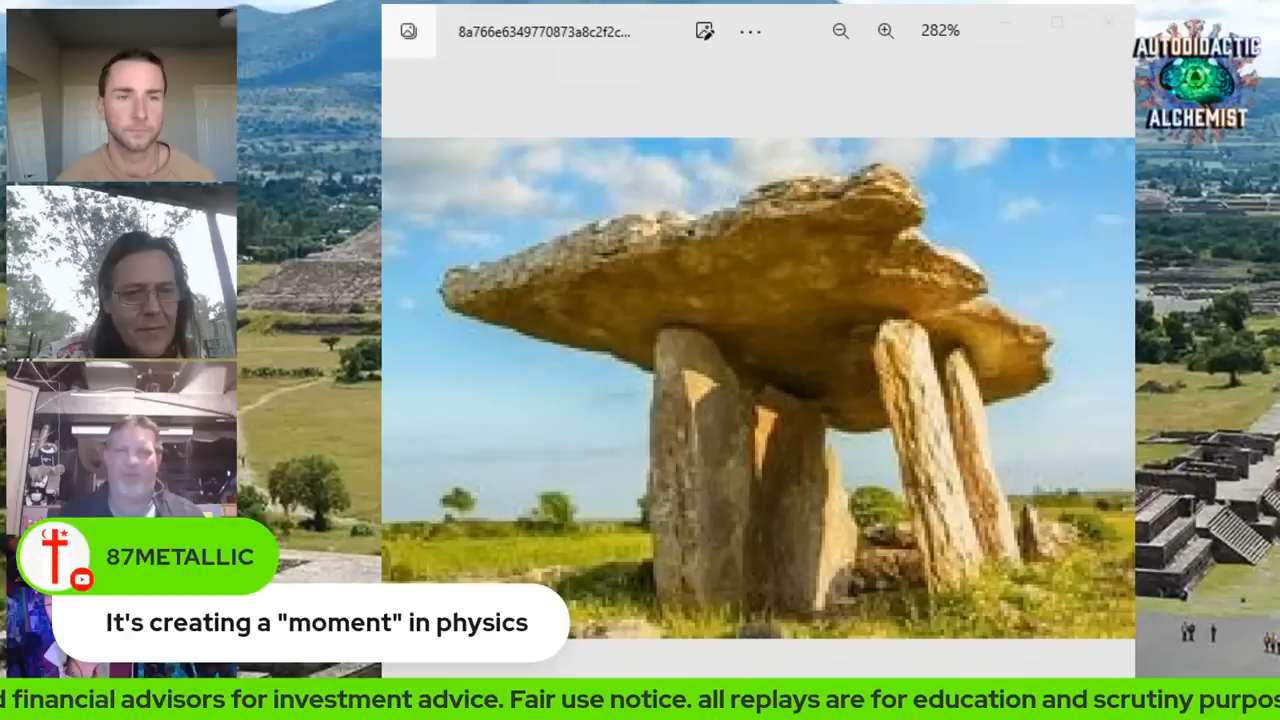 8a766e6349770873a8c2f2c...
282%
AUTODIDACTIC
ALCHEMIST
87METALLIC
It's creating a "moment" in physics
d financial advisors for investment advice. Fair use notice. all replays are for education and scrutiny purpos